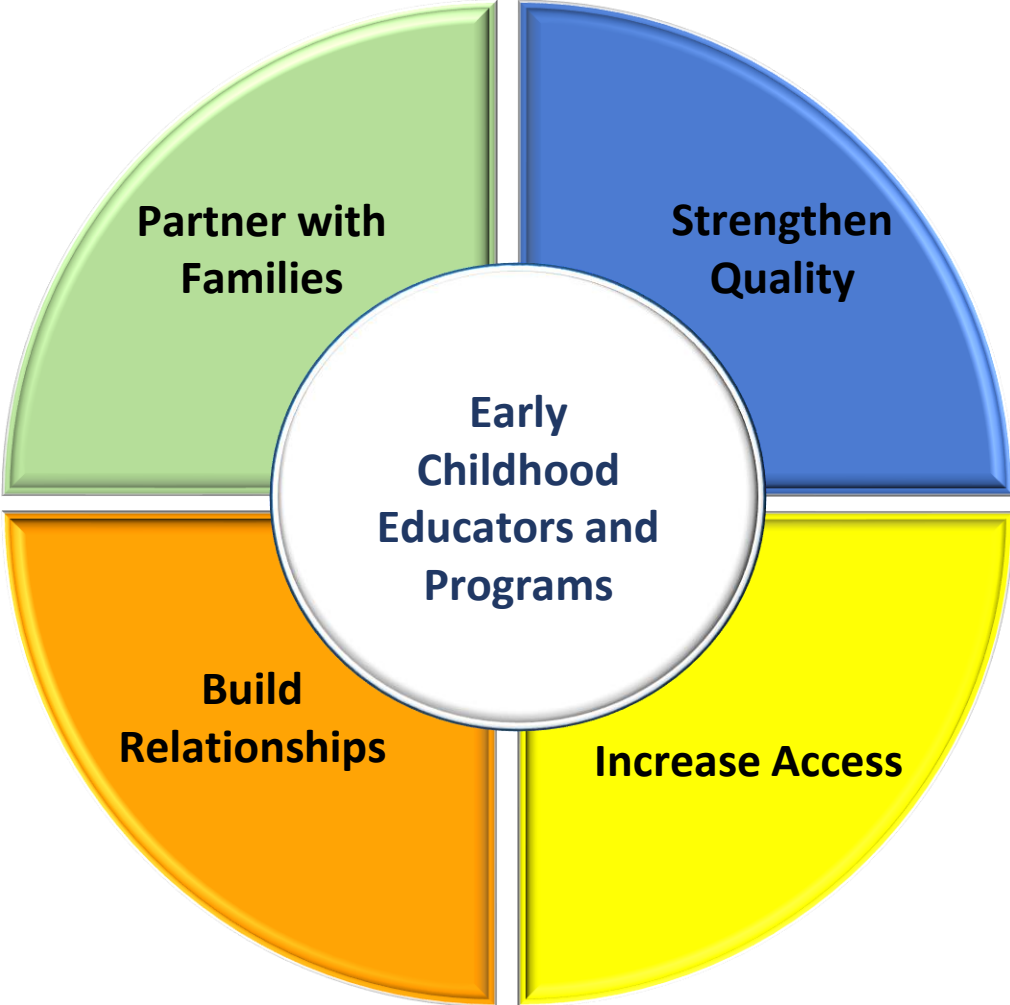 Partner with
Families
Strengthen
Quality
Early
Childhood
Educators and
Programs
Build
Relationships
Increase Access